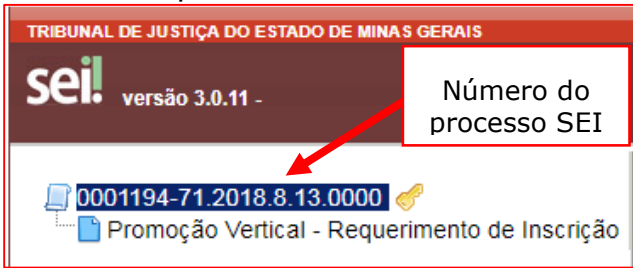 TRIBUNAL DE JUSTIÇA DO ESTADO DE MINAS GERAIS
sei! versão 3.0.11 -
Número do
processo SEI
0001194-71.2018.8.13.0000
Promoção Vertical - Requerimento de Inscrição